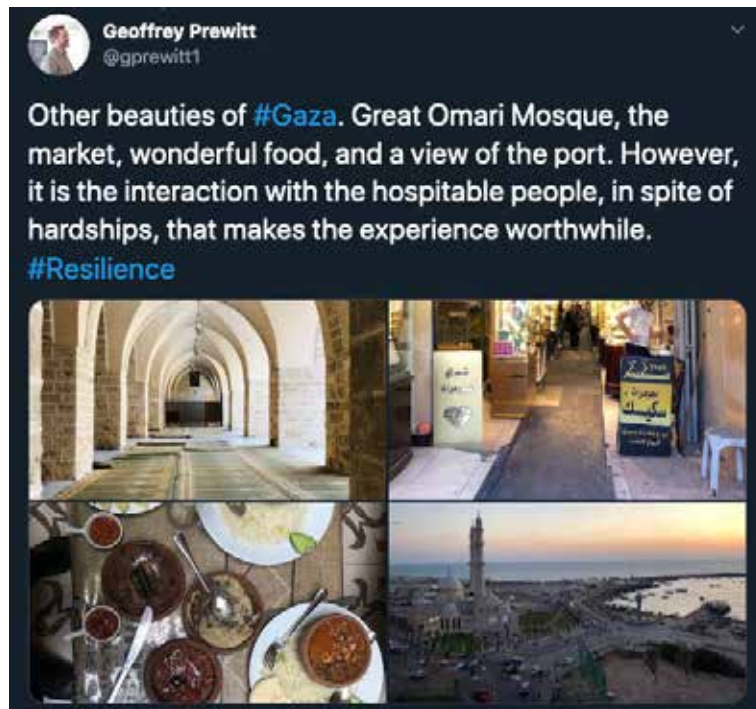 Geoffrey Prewitt
@gprewitt1
Other beauties of #Gaza. Great Omari Mosque, the
market, wonderful food, and a view of the port. However,
it is the interaction with the hospitable people, in spite of
hardships, that makes the experience worthwhile.
#Resilience